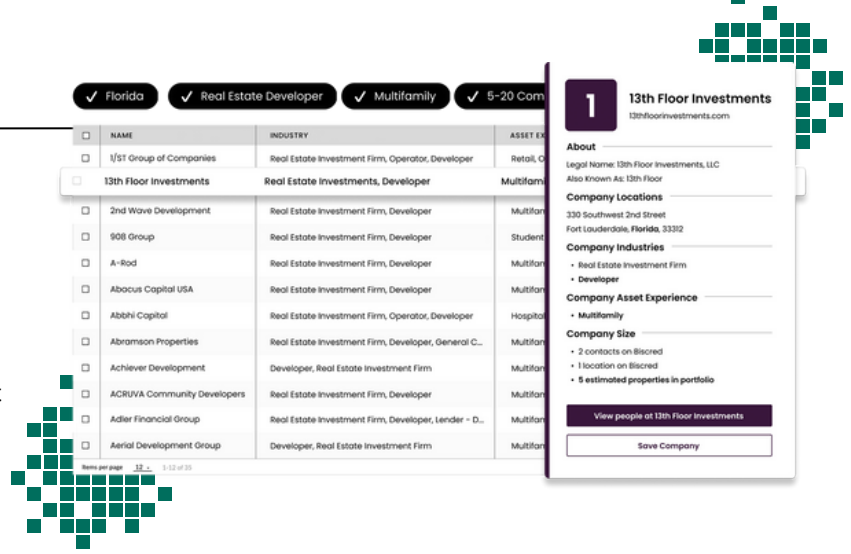 ✓ Florida ✓ Real Estate Developer ✓ Multifamily ✓ 5-20 Com
NAME INDUSTRY ASSET EX
1/ST Group of Companies Real Estate Investment Firm, Operator, Developer Retail, O
13th Floor Investments Real Estate Investments, Developer Multifami
2nd Wave Development Real Estate Investment Firm, Developer Multifam
908 Group Real Estate Investment Firm, Developer Student
A-Rod Real Estate Investment Firm, Developer Multifam
Abacus Capital USA Real Estate Investment Firm, Developer Multifam
Abbhi Capital Real Estate Investment Firm, Operator, Developer Hospital
Abramson Properties Real Estate Investment Firm, Developer, General C... Multifam
Achiever Development Developer, Real Estate Investment Firm Multifam
ACRUVA Community Developers Real Estate Investment Firm, Developer Multifam
Adler Financial Group Real Estate Investment Firm, Developer, Lender - D... Multifam
Aerial Development Group Developer, Real Estate Investment Firm Multifam
Items per page 12 1-12 of 35
1
13th Floor Investments
13thfloorinvestments.com
About
Legal Name: 13th Floor Investments, LLC
Also Known As: 13th Floor
Company Locations
330 Southwest 2nd Street
Fort Lauderdale, Florida, 33312
Company Industries
• Real Estate Investment Firm
• Developer
Company Asset Experience
• Multifamily
Company Size
• 2 contacts on Biscred
• 1 location on Biscred
• 5 estimated properties in portfolio
View people at 13th Floor Investments
Save Company